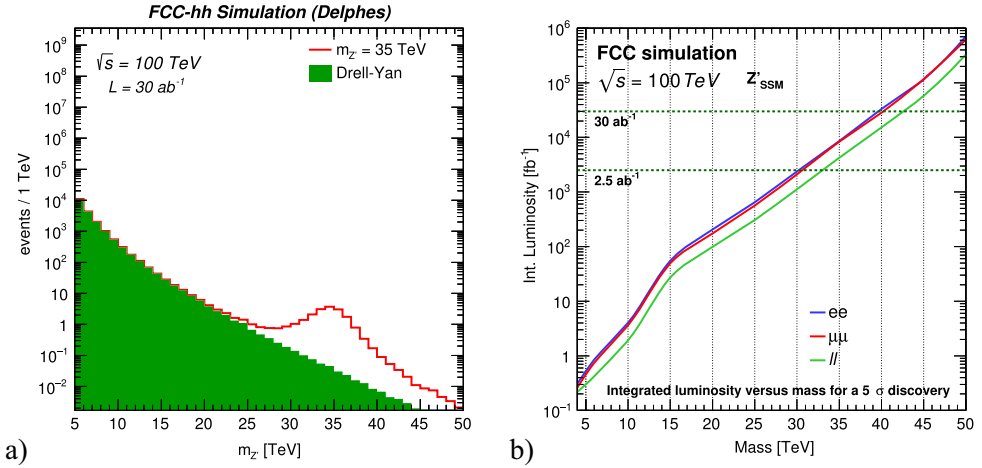 FCC-hh Simulation (Delphes)
events / 1 TeV
10⁹
10⁸
10⁷
10⁶
10⁵
10⁴
10³
10²
10
1
10⁻¹
10⁻²
√s = 100 TeV
L = 30 ab⁻¹
m_Z' = 35 TeV
Drell-Yan
5 10 15 20 25 30 35 40 45 50
m_Z' [TeV]
a)
Int. Luminosity [fb⁻¹]
10⁶
10⁵
10⁴
10³
10²
10
1
10⁻¹
FCC simulation
√s = 100 TeV Z'_SSM
30 ab⁻¹
2.5 ab⁻¹
ee
μμ
ll
Integrated luminosity versus mass for a 5 σ discovery
5 10 15 20 25 30 35 40 45 50
Mass [TeV]
b)